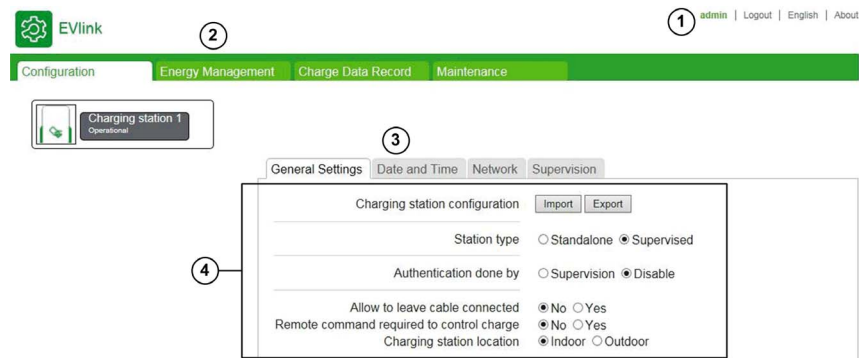 1 admin | Logout | English | About
EVlink
2
Configuration Energy Management Charge Data Record Maintenance
Charging station 1
Operational
3
General Settings Date and Time Network Supervision
Charging station configuration Import Export
Station type Standalone Supervised
4 Authentication done by Supervision Disable
Allow to leave cable connected No Yes
Remote command required to control charge No Yes
Charging station location Indoor Outdoor